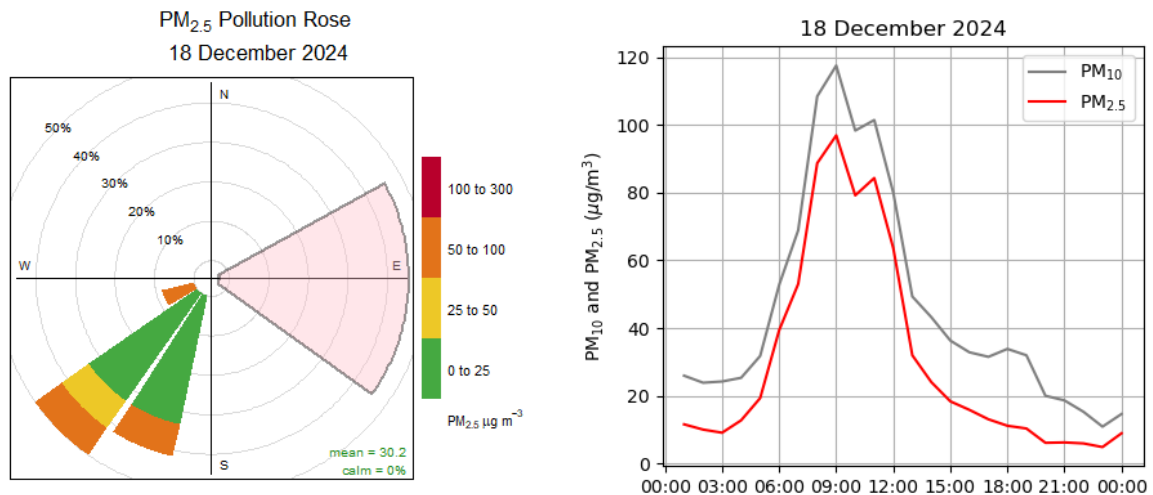 PM₂.₅ Pollution Rose
18 December 2024
N
50%
40%
30%
20%
10%
W
E
S
100 to 300
50 to 100
25 to 50
0 to 25
PM₂.₅ µg m⁻³
mean = 30.2
calm = 0%
18 December 2024
PM₁₀
PM₂.₅
PM₁₀ and PM₂.₅ (µg/m³)
120
100
80
60
40
20
0
00:00 03:00 06:00 09:00 12:00 15:00 18:00 21:00 00:00